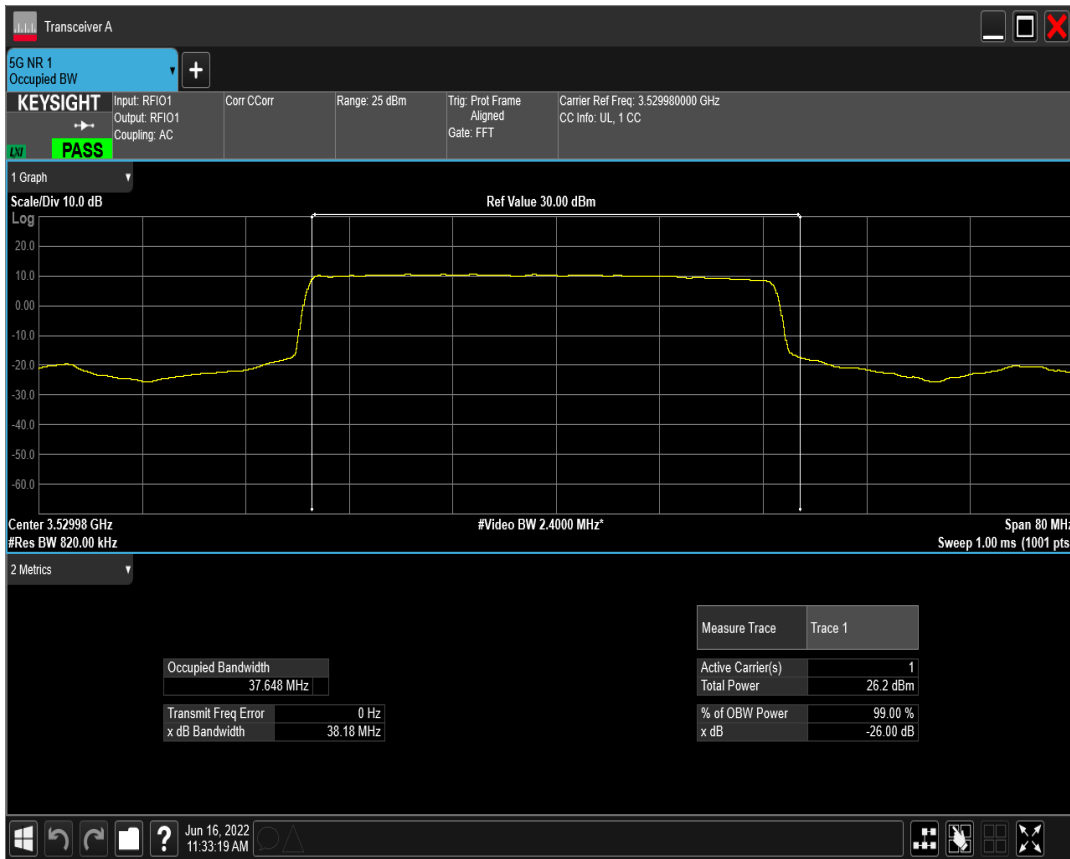 Transceiver A
5G NR 1
Occupied BW
KEYSIGHT
LXI
PASS
Input: RFIO1
Output: RFIO1
Coupling: AC
Corr CCorr
Range: 25 dBm
Trig: Prot Frame
Aligned
Gate: FFT
Carrier Ref Freq: 3.529980000 GHz
CC Info: UL, 1 CC
1 Graph
Scale/Div 10.0 dB
Ref Value 30.00 dBm
Log
20.0
10.0
0.00
-10.0
-20.0
-30.0
-40.0
-50.0
-60.0
Center 3.52998 GHz
#Video BW 2.4000 MHz*
Span 80 MHz
#Res BW 820.00 kHz
Sweep 1.00 ms (1001 pts
2 Metrics
Measure Trace Trace 1
Occupied Bandwidth
37.648 MHz
Active Carrier(s) 1
Total Power 26.2 dBm
Transmit Freq Error 0 Hz
x dB Bandwidth 38.18 MHz
% of OBW Power 99.00 %
x dB -26.00 dB
?
Jun 16, 2022
11:33:19 AM